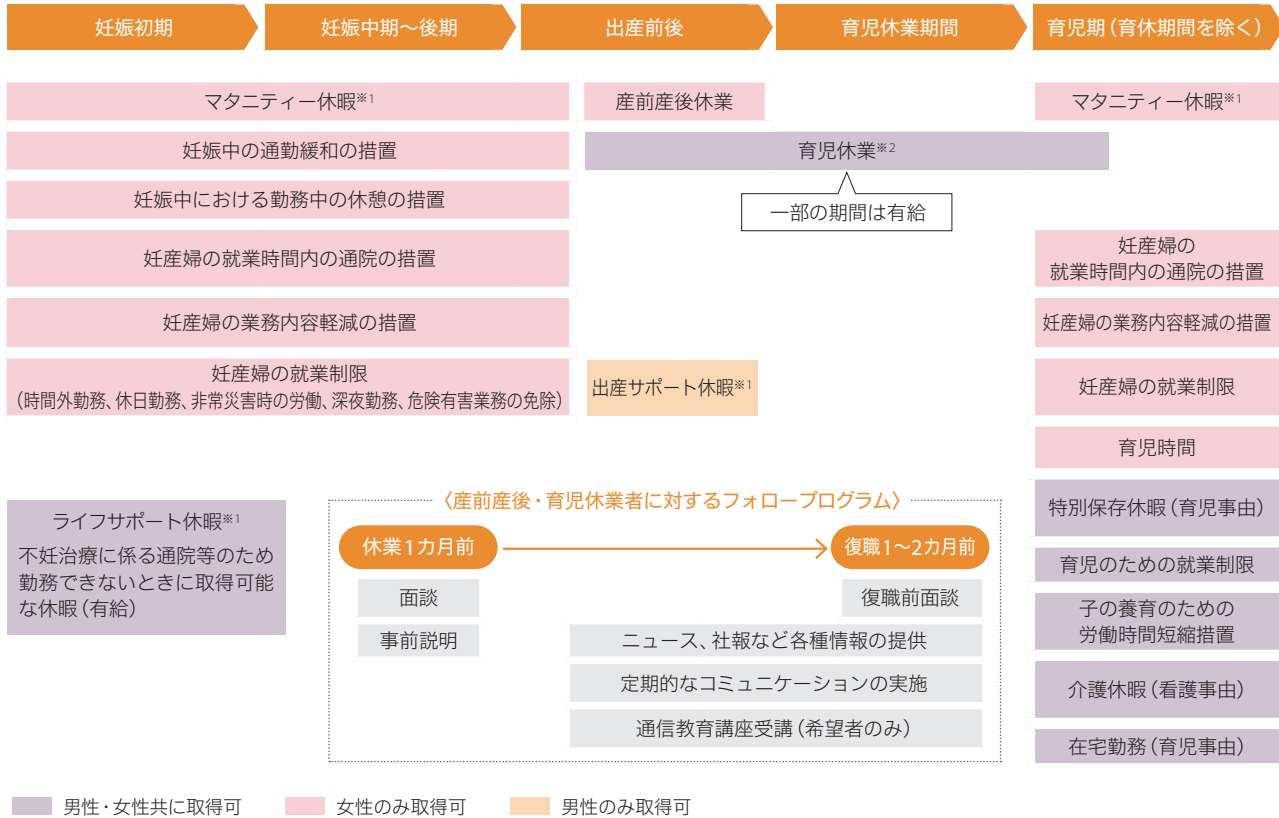 妊娠初期
妊娠中期～後期
出産前後
育児休業期間
育児期（育休期間を除く）
マタニティー休暇※1
産前産後休業
マタニティー休暇※1
妊娠中の通勤緩和の措置
育児休業※2
一部の期間は有給
妊娠中における勤務中の休憩の措置
妊産婦の就業時間内の通院の措置
妊産婦の
就業時間内の通院の措置
妊産婦の業務内容軽減の措置
妊産婦の業務内容軽減の措置
妊産婦の就業制限
（時間外勤務、休日勤務、非常災害時の労働、深夜勤務、危険有害業務の免除）
出産サポート休暇※1
妊産婦の就業制限
育児時間
ライフサポート休暇※1
不妊治療に係る通院等のため
勤務できないときに取得可能
な休暇（有給）
〈産前産後・育児休業者に対するフォロープログラム〉
休業1カ月前
復職1～2カ月前
面談
復職前面談
事前説明
ニュース、社報など各種情報の提供
定期的なコミュニケーションの実施
通信教育講座受講（希望者のみ）
特別保存休暇（育児事由）
育児のための就業制限
子の養育のための
労働時間短縮措置
介護休暇（看護事由）
在宅勤務（育児事由）
男性・女性共に取得可
女性のみ取得可
男性のみ取得可